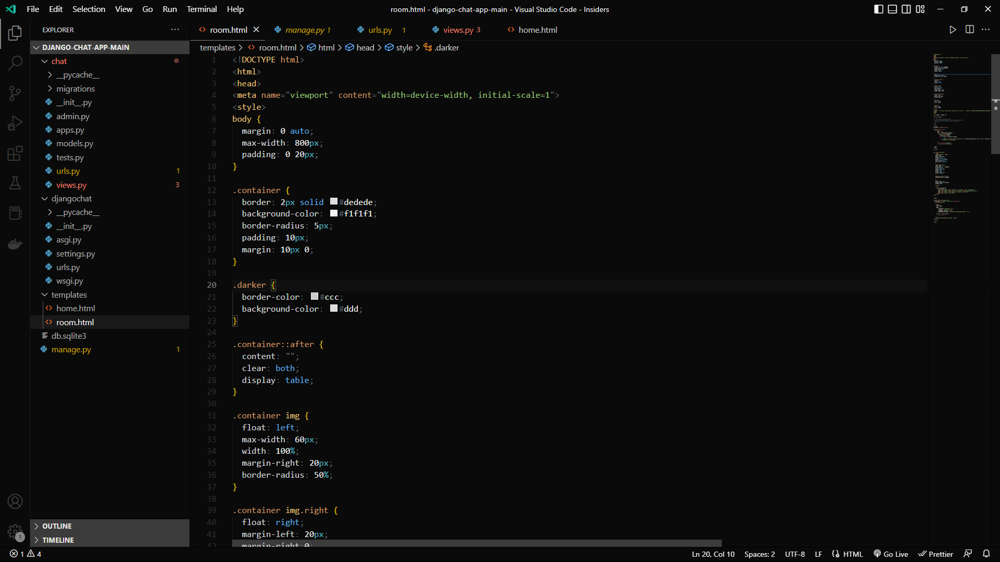 File Edit Selection View Go Run Terminal Help
room.html - django-chat-app-main - Visual Studio Code - Insiders
EXPLORER
DJANGO-CHAT-APP-MAIN
chat
__pycache__
migrations
__init__.py
admin.py
apps.py
models.py
tests.py
urls.py 1
views.py 3
djangochat
__pycache__
__init__.py
asgi.py
settings.py
urls.py
wsgi.py
templates
home.html
room.html
db.sqlite3
manage.py 1
OUTLINE
TIMELINE
room.html manage.py 1 urls.py 1 views.py 3 home.html
templates > room.html > html > head > style > .darker
1 <!DOCTYPE html>
2 <html>
3 <head>
4 <meta name="viewport" content="width=device-width, initial-scale=1">
5 <style>
6 body {
7 margin: 0 auto;
8 max-width: 800px;
9 padding: 0 20px;
10 }
11
12 .container {
13 border: 2px solid #dedede;
14 background-color: #f1f1f1;
15 border-radius: 5px;
16 padding: 10px;
17 margin: 10px 0;
18 }
19
20 .darker {
21 border-color: #ccc;
22 background-color: #ddd;
23 }
24
25 .container::after {
26 content: "";
27 clear: both;
28 display: table;
29 }
30
31 .container img {
32 float: left;
33 max-width: 60px;
34 width: 100%;
35 margin-right: 20px;
36 border-radius: 50%;
37 }
38
39 .container img.right {
40 float: right;
41 margin-left: 20px;
42 margin-right:0;
1
1 4
Ln 20, Col 10 Spaces: 2 UTF-8 LF HTML Go Live Prettier